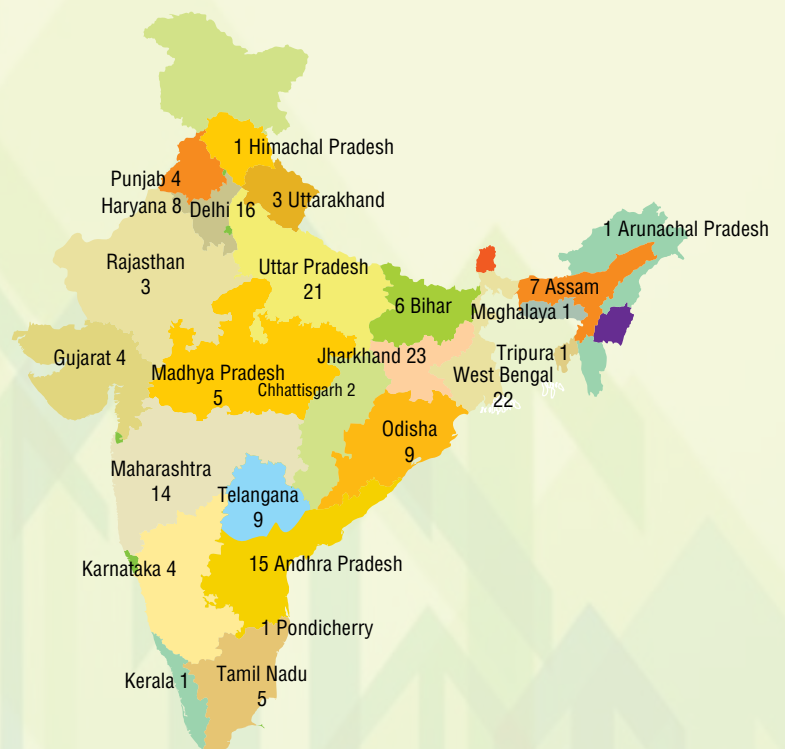 1 Himachal Pradesh
Punjab 4
3 Uttarakhand
Haryana 8
Delhi 16
1 Arunachal Pradesh
Rajasthan
3
Uttar Pradesh
21
7 Assam
6 Bihar
Meghalaya 1
Gujarat 4
Jharkhand 23
Tripura 1
Madhya Pradesh
5
Chhattisgarh 2
West Bengal
22
Odisha
9
Maharashtra
14
Telangana
9
Karnataka 4
15 Andhra Pradesh
1 Pondicherry
Kerala 1
Tamil Nadu
5